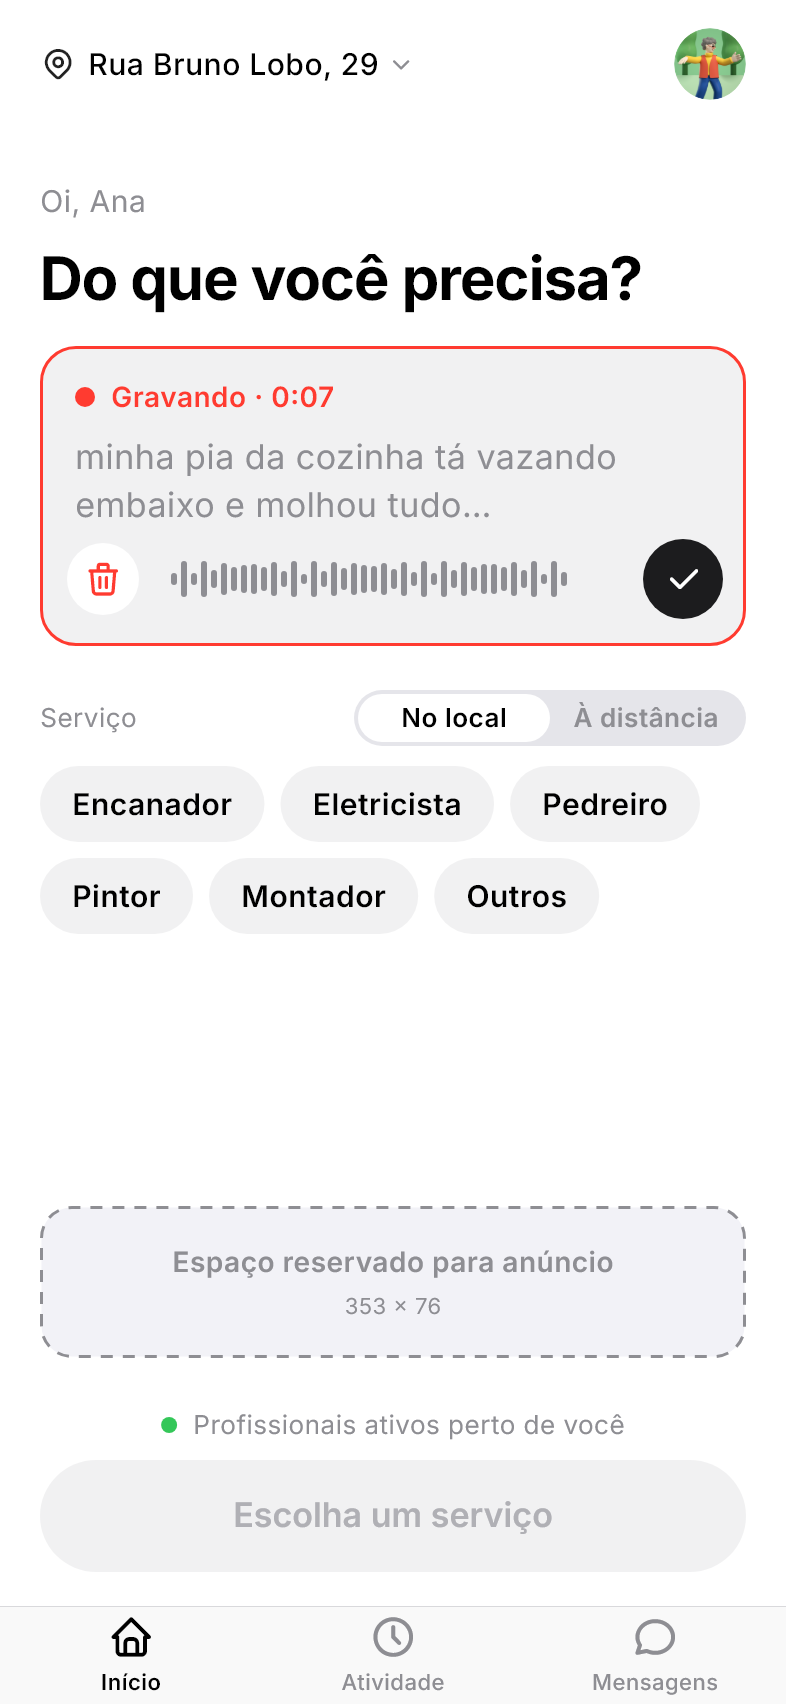 Rua Bruno Lobo, 29
Oi, Ana
Do que você precisa?
Gravando · 0:07
minha pia da cozinha tá vazando
embaixo e molhou tudo...
Serviço
No local
À distância
Encanador
Eletricista
Pedreiro
Pintor
Montador
Outros
Espaço reservado para anúncio
353 × 76
Profissionais ativos perto de você
Escolha um serviço
Início
Atividade
Mensagens